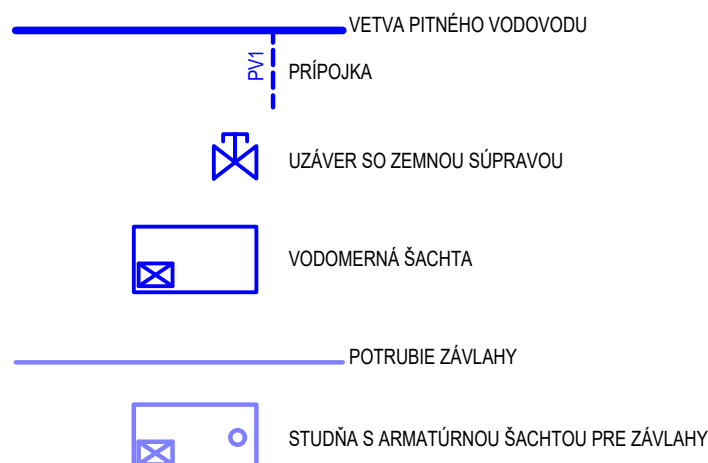 VETVA PITNÉHO VODOVODU
PV1
PRÍPOJKA
UZÁVER SO ZEMNOU SÚPRAVOU
VODOMERNÁ ŠACHTA
POTRUBIE ZÁVLAHY
STUDŇA S ARMATÚRNOU ŠACHTOU PRE ZÁVLAHY